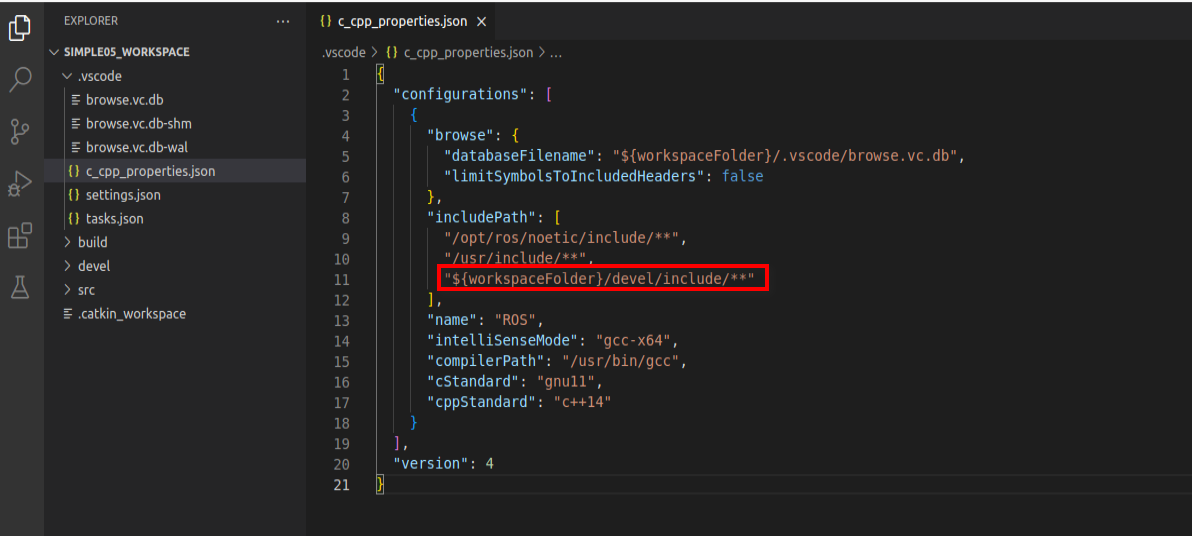 EXPLORER
...
SIMPLE05_WORKSPACE
.vscode
browse.vc.db
browse.vc.db-shm
browse.vc.db-wal
{} c_cpp_properties.json
{} settings.json
{} tasks.json
build
devel
src
.catkin_workspace
{} c_cpp_properties.json ×
.vscode > {} c_cpp_properties.json > ...
1 {
2 "configurations": [
3 {
4 "browse": {
5 "databaseFilename": "${workspaceFolder}/.vscode/browse.vc.db",
6 "limitSymbolsToIncludedHeaders": false
7 },
8 "includePath": [
9 "/opt/ros/noetic/include/**",
10 "/usr/include/**",
11 "${workspaceFolder}/devel/include/**"
12 ],
13 "name": "ROS",
14 "intelliSenseMode": "gcc-x64",
15 "compilerPath": "/usr/bin/gcc",
16 "cStandard": "gnu11",
17 "cppStandard": "c++14"
18 }
19 ],
20 "version": 4
21 }